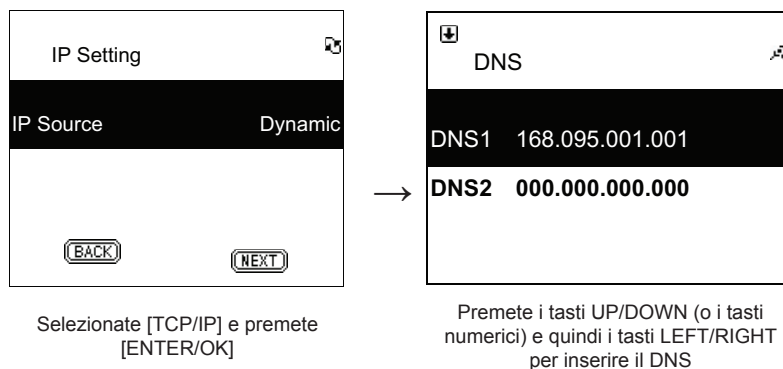 IP Setting
IP Source Dynamic
BACK NEXT
Selezionate [TCP/IP] e premete
[ENTER/OK]
→
DNS
DNS1 168.095.001.001
DNS2 000.000.000.000
Premete i tasti UP/DOWN (o i tasti
numerici) e quindi i tasti LEFT/RIGHT
per inserire il DNS